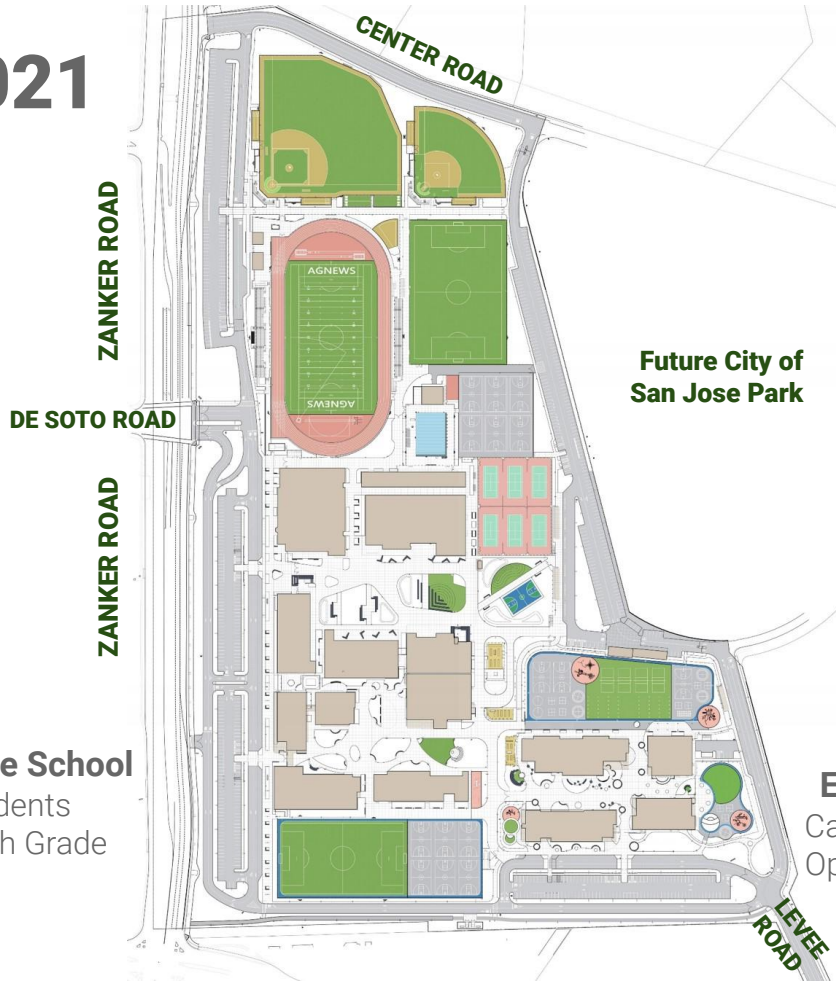 021
CENTER ROAD
ZANKER ROAD
AGNEWS
Future City of
San Jose Park
AGNEWS
DE SOTO ROAD
ZANKER ROAD
e School
dents
h Grade
E
Ca
Op
LEVEE
ROAD